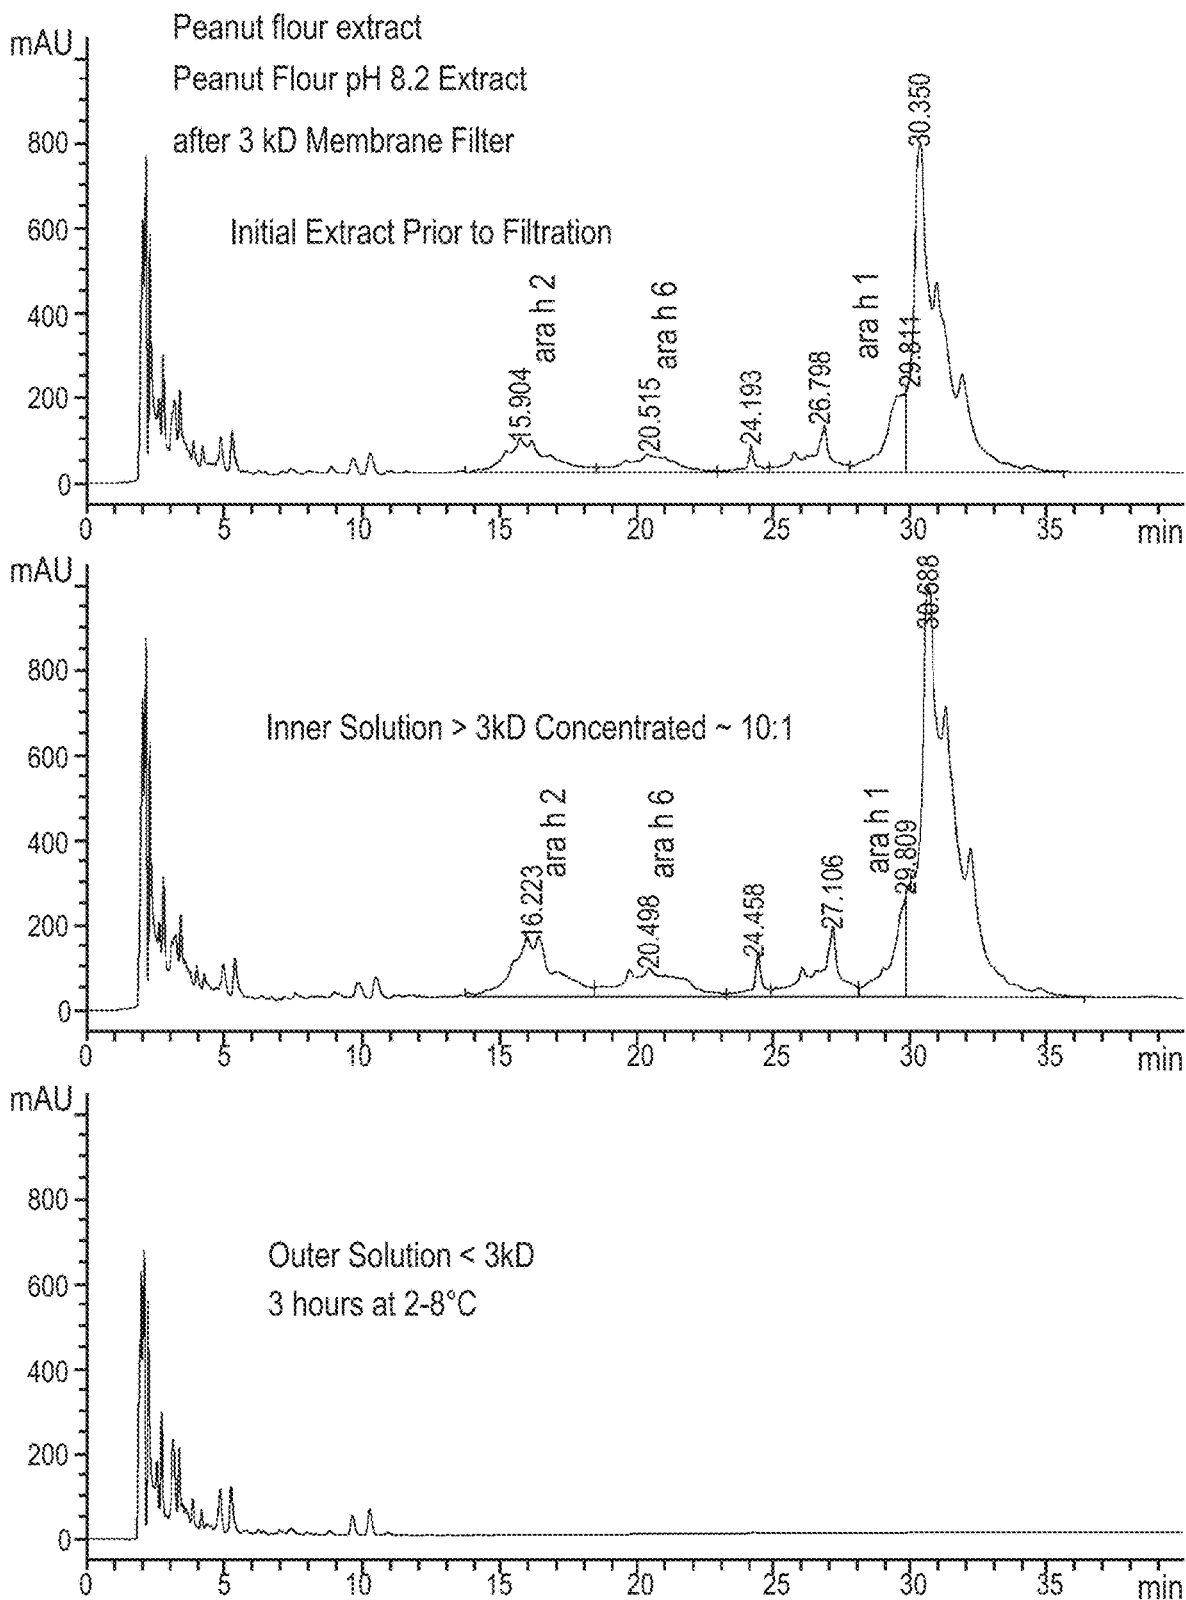 Peanut flour extract
mAU
Peanut Flour pH 8.2 Extract
after 3 kD Membrane Filter
Initial Extract Prior to Filtration
800
600
400
200
0
15.904
ara h 2
20.515
ara h 6
24.193
26.798
ara h 1
29.811
30.350
0 5 10 15 20 25 30 35 min
mAU
Inner Solution > 3kD Concentrated ~ 10:1
800
600
400
200
0
16.223
ara h 2
20.498
ara h 6
24.458
27.106
ara h 1
29.809
30.688
0 5 10 15 20 25 30 35 min
mAU
Outer Solution < 3kD
3 hours at 2-8°C
800
600
400
200
0
0 5 10 15 20 25 30 35 min